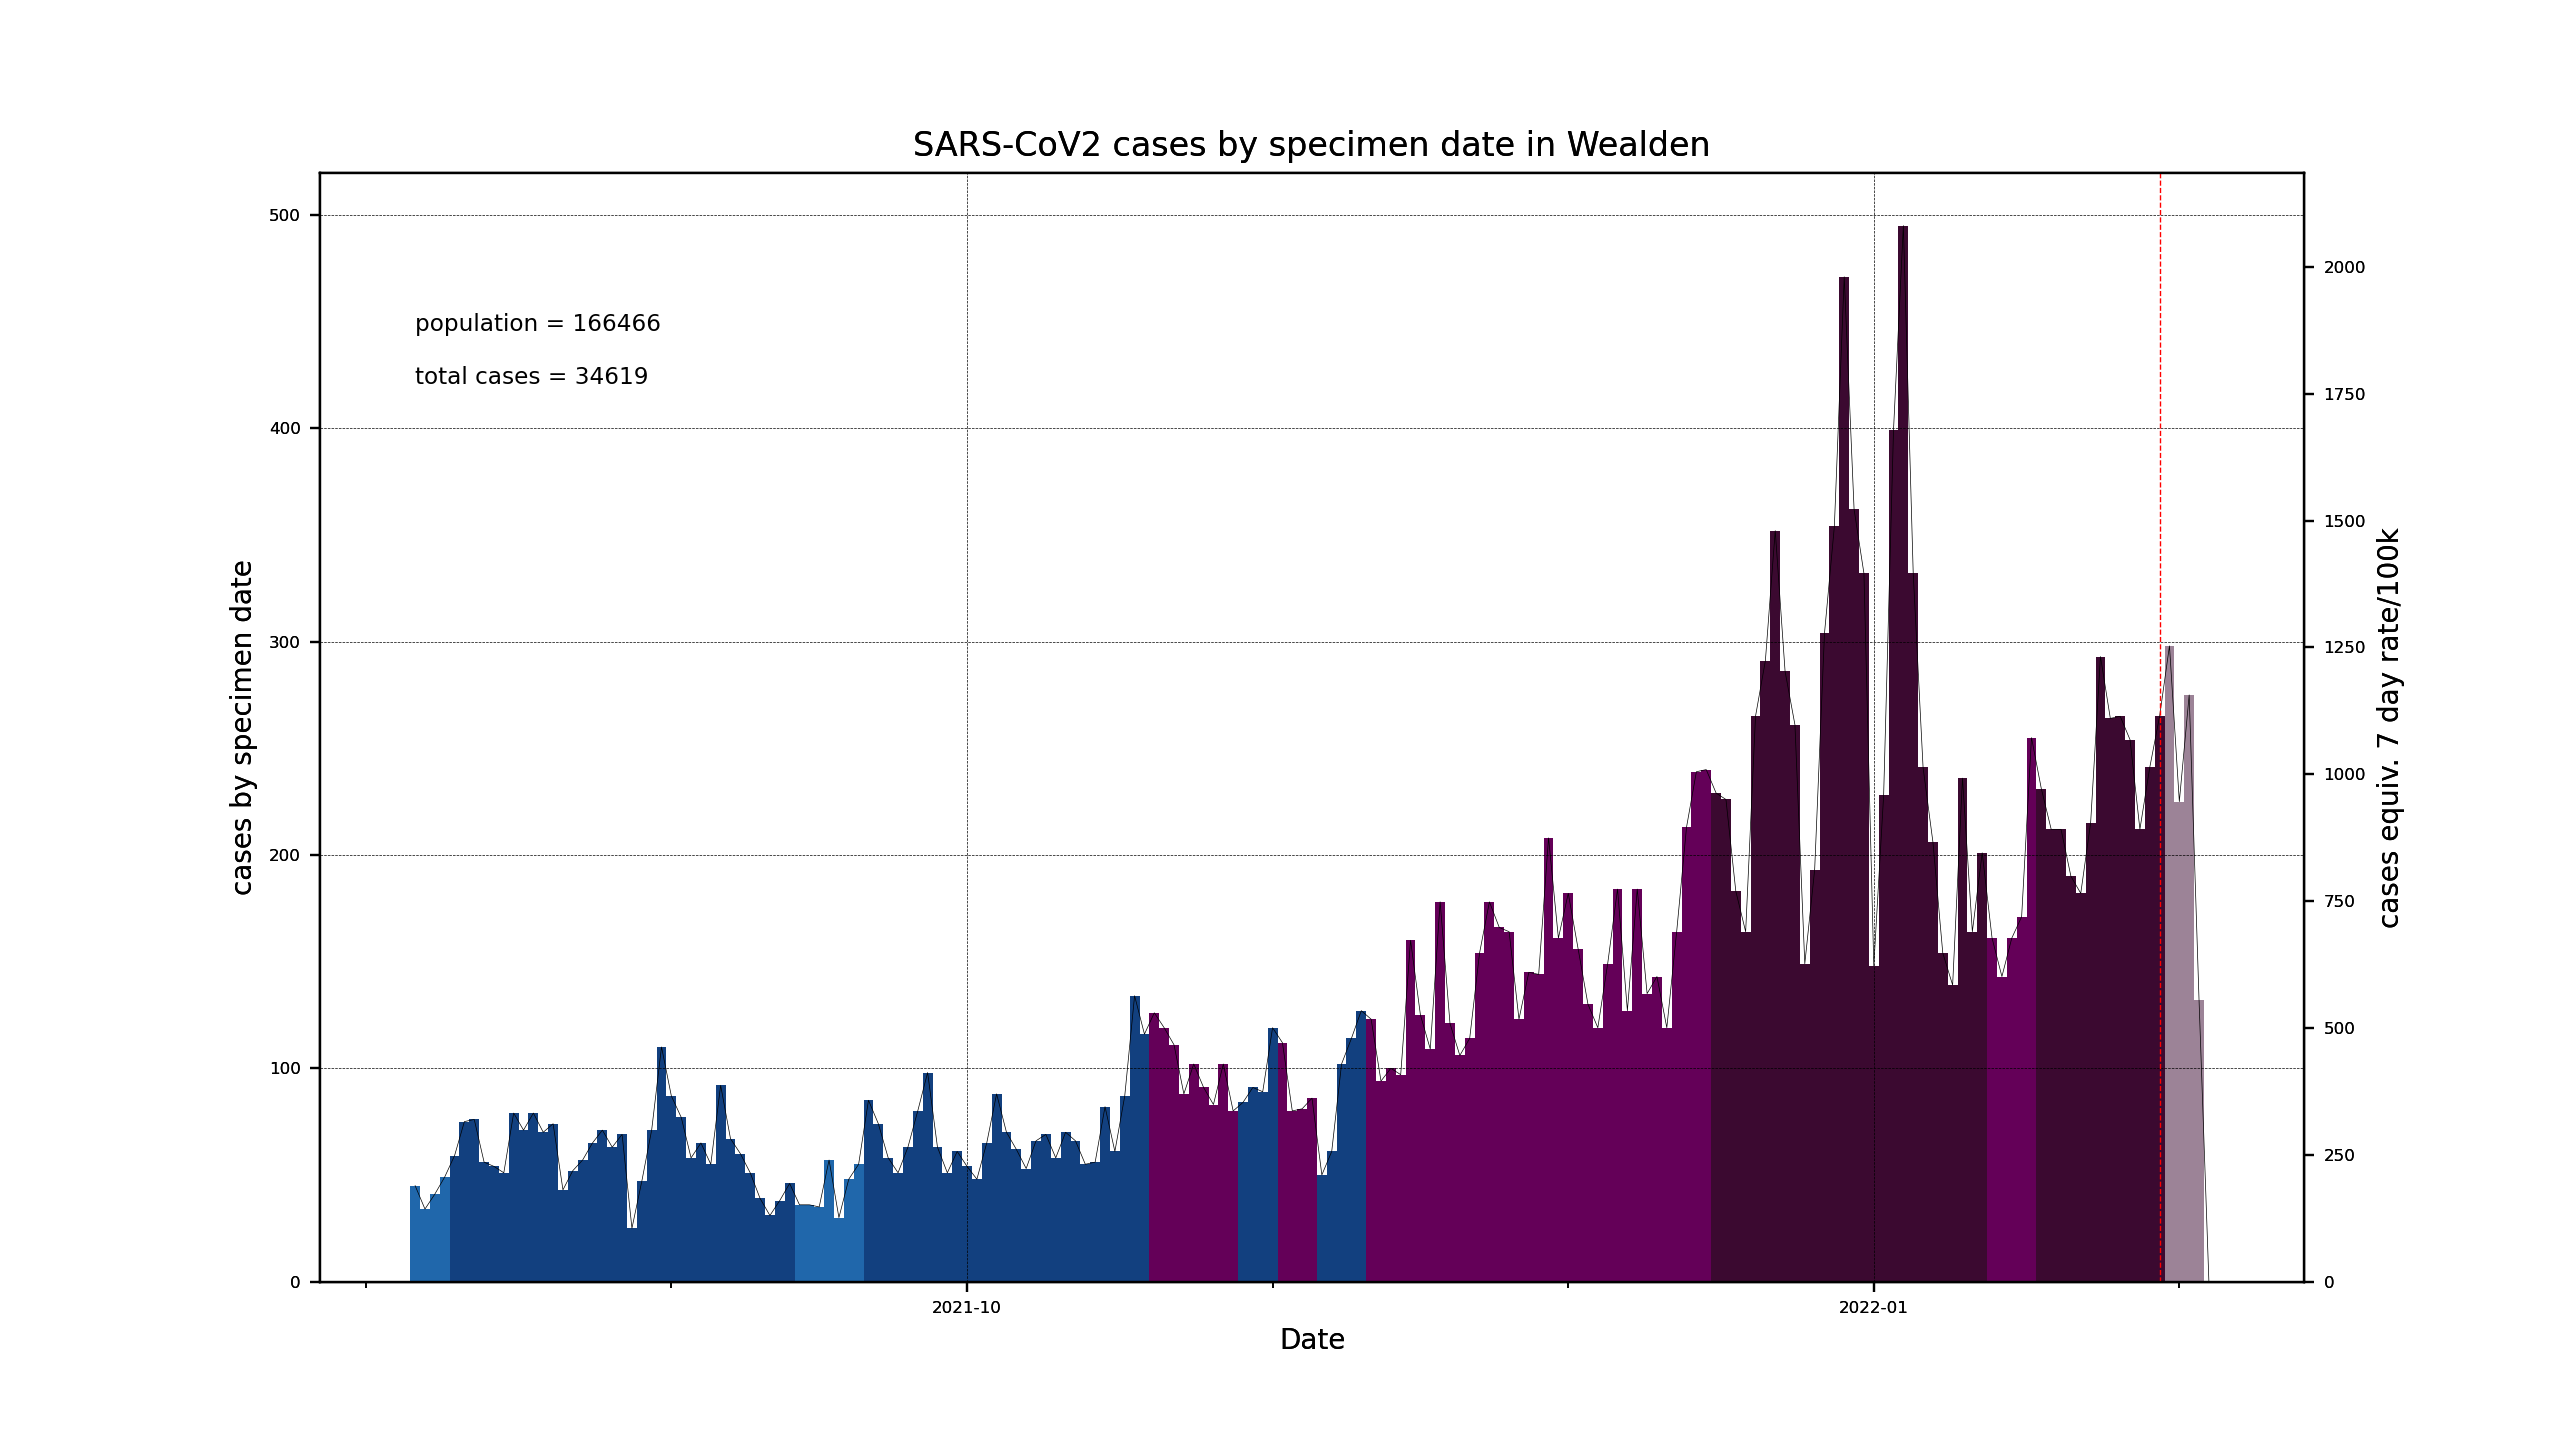 SARS-CoV2 cases by specimen date in Wealden
population = 166466
total cases = 34619
cases by specimen date
500
400
300
200
100
0
cases equiv. 7 day rate/100k
2000
1750
1500
1250
1000
750
500
250
0
2021-10
2022-01
Date